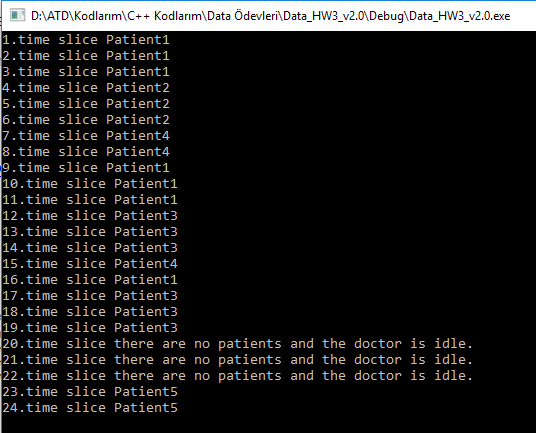 D:\ATD\Kodlarım\C++ Kodlarım\Data Ödevleri\Data_HW3_v2.0\Debug\Data_HW3_v2.0.exe
1.time slice Patient1
2.time slice Patient1
3.time slice Patient1
4.time slice Patient2
5.time slice Patient2
6.time slice Patient2
7.time slice Patient4
8.time slice Patient4
9.time slice Patient1
10.time slice Patient1
11.time slice Patient1
12.time slice Patient3
13.time slice Patient3
14.time slice Patient3
15.time slice Patient4
16.time slice Patient1
17.time slice Patient3
18.time slice Patient3
19.time slice Patient3
20.time slice there are no patients and the doctor is idle.
21.time slice there are no patients and the doctor is idle.
22.time slice there are no patients and the doctor is idle.
23.time slice Patient5
24.time slice Patient5